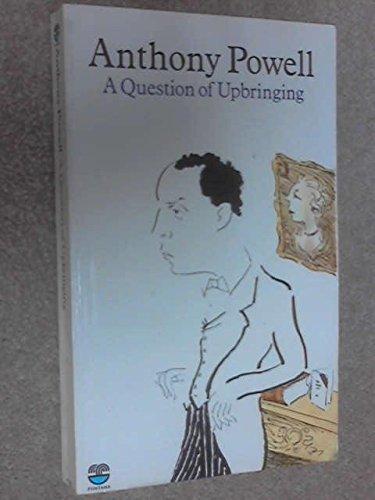 Anthony Powell
A Question of Upbringing
FONTANA